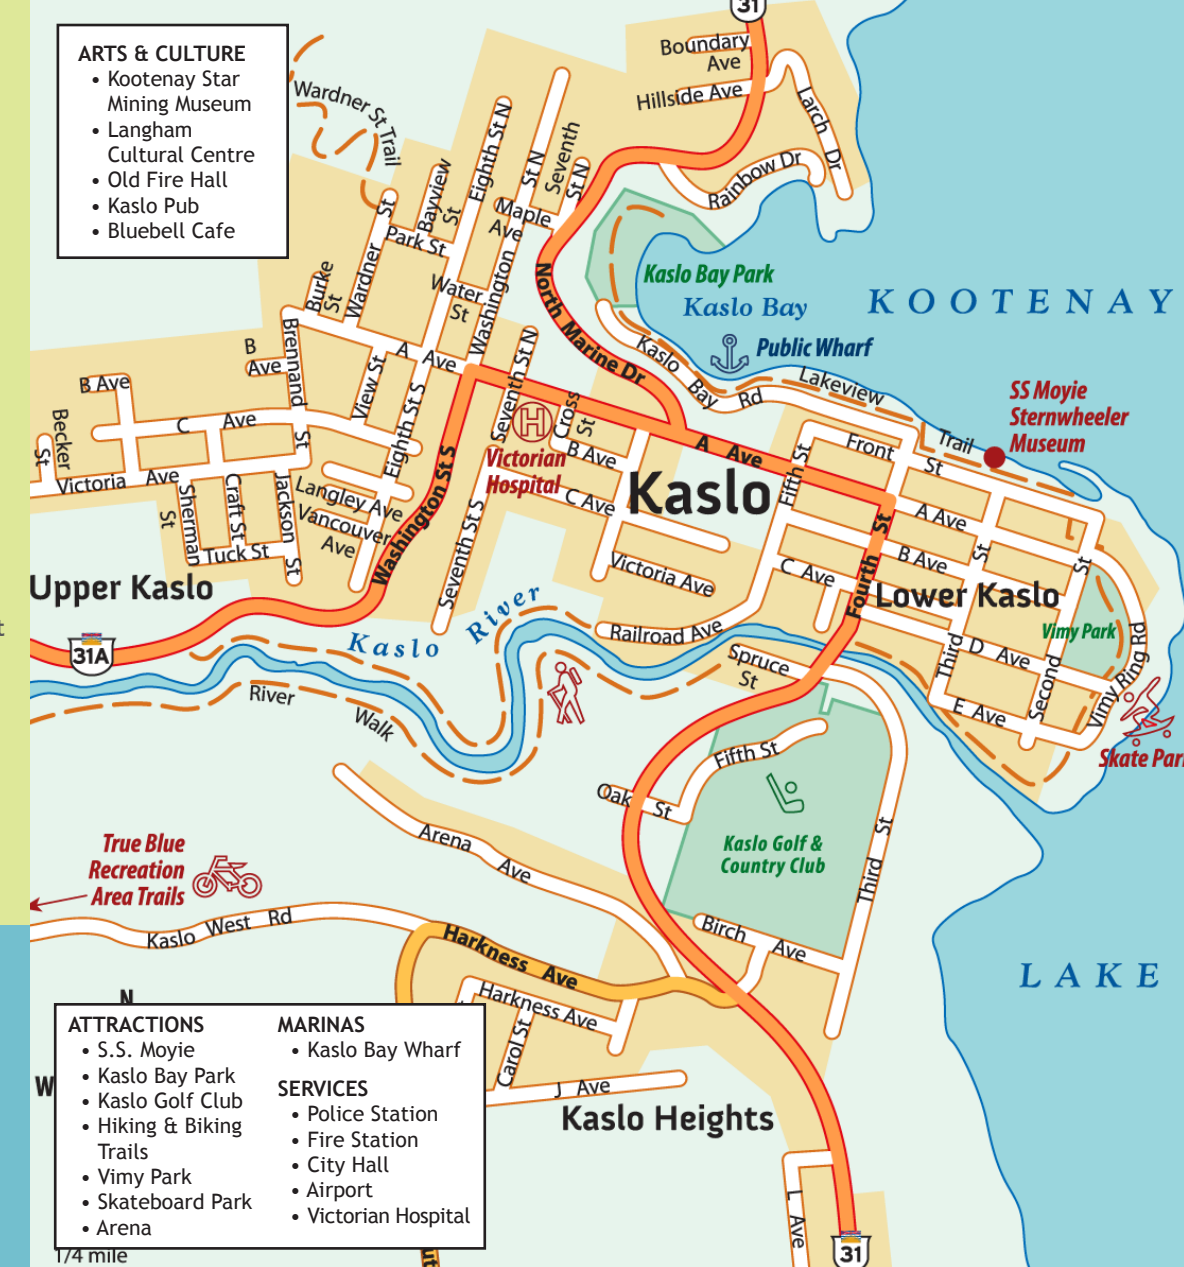 ARTS & CULTURE
• Kootenay Star
Mining Museum
• Langham
Cultural Centre
• Old Fire Hall
• Kaslo Pub
• Bluebell Cafe
31
Boundary
Ave
Hillside Ave
Larch Dr
Rainbow Dr
Wardner St Trail
Eighth St N
Seventh
St N
St N
Bayview
St
Maple
Ave
Park St
Wardner St
Burke
St
Water
St
Washington
North Marine Dr
Kaslo Bay Park
Kaslo Bay
KOOTENAY
Public Wharf
Kaslo Bay Rd
Lakeview
Trail
SS Moyie
Sternwheeler
Museum
B
Ave
B Ave
Brennand
St
A Ave
View St
Eighth St S
Seventh St N
Cross
St
Victorian
Hospital
H
B Ave
C Ave
A Ave
Kaslo
Fifth St
Front
St
Becker
St
C Ave
Victoria Ave
Sherman
St
Craft St
Jackson
St
Langley Ave
Vancouver
Ave
Tuck St
Washington St S
Seventh St S
Victoria Ave
Railroad Ave
A Ave
B Ave
C Ave
D Ave
E Ave
Fourth St
Third
St
Second
St
Lower Kaslo
Vimy Park
Vimy Ring Rd
Skate Par
Upper Kaslo
t
31A
Kaslo River
River
Walk
Spruce
St
Fifth St
Oak St
Kaslo Golf &
Country Club
Third St
Birch Ave
Arena Ave
True Blue
Recreation
Area Trails
Kaslo West Rd
Harkness Ave
Harkness Ave
Carol St
J Ave
Kaslo Heights
L Ave
31
LAKE
N
W
ATTRACTIONS
• S.S. Moyie
• Kaslo Bay Park
• Kaslo Golf Club
• Hiking & Biking
Trails
• Vimy Park
• Skateboard Park
• Arena
MARINAS
• Kaslo Bay Wharf
SERVICES
• Police Station
• Fire Station
• City Hall
• Airport
• Victorian Hospital
1/4 mile
ut